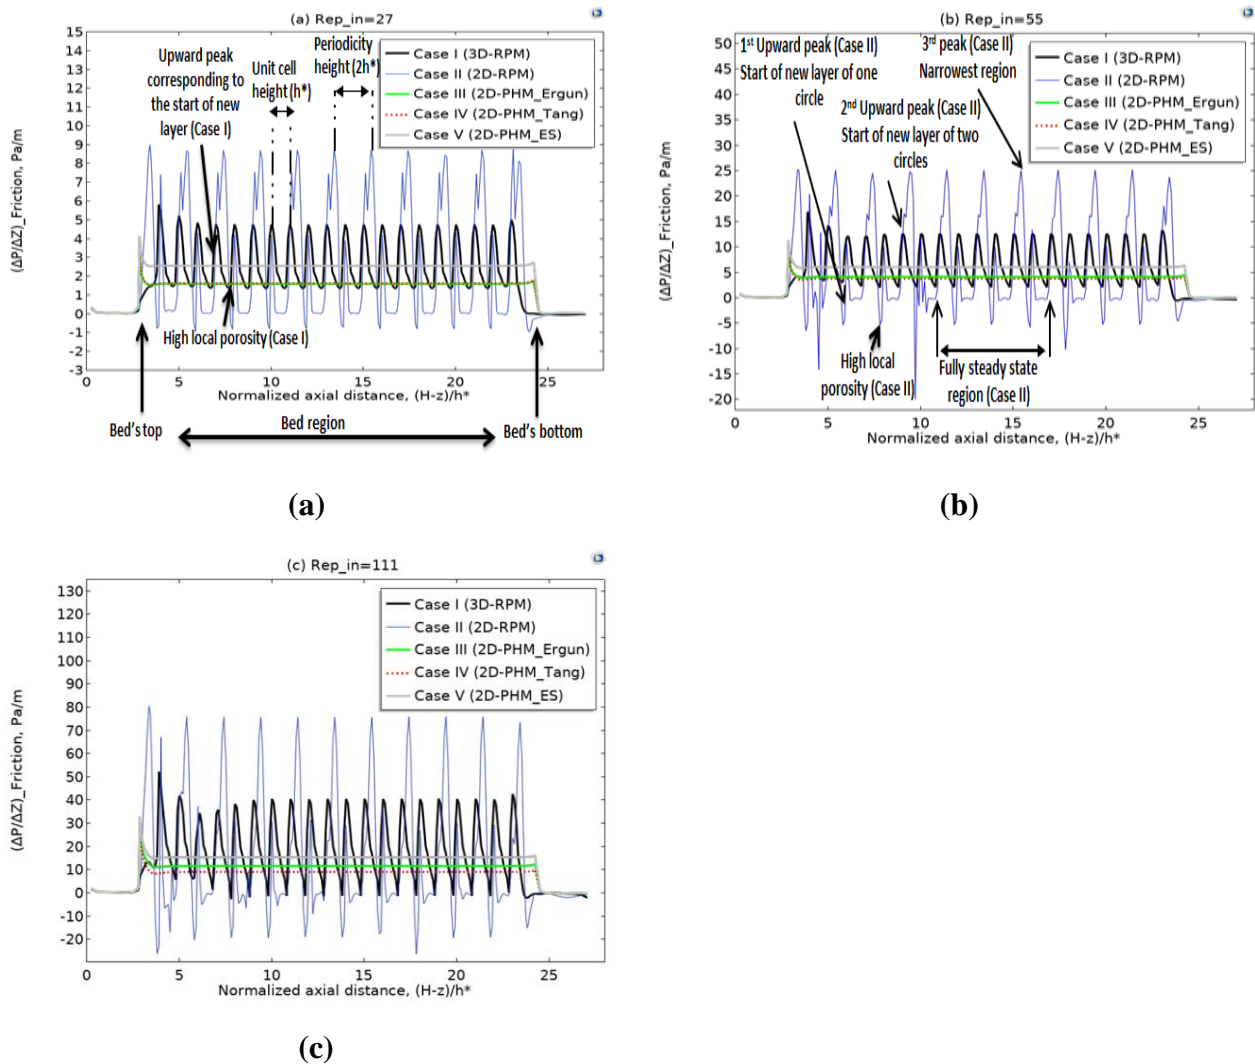 (a) Rep_in=27
15
14
13
12
11
10
9
8
7
6
5
4
3
2
1
0
-1
-2
-3
(ΔP/ΔZ)_Friction, Pa/m
Upward peak
corresponding to
the start of new
layer (Case I)
Unit cell
height (h*)
Periodicity
height (2h*)
Case I (3D-RPM)
Case II (2D-RPM)
Case III (2D-PHM_Ergun)
Case IV (2D-PHM_Tang)
Case V (2D-PHM_ES)
High local porosity (Case I)
0 5 10 15 20 25
Normalized axial distance, (H-z)/h*
Bed's top
Bed region
Bed's bottom
(a)
(b) Rep_in=55
50
45
40
35
30
25
20
15
10
5
0
-5
-10
-15
-20
(ΔP/ΔZ)_Friction, Pa/m
1st Upward peak (Case II)
Start of new layer of one
circle
2nd Upward peak (Case II)
Start of new layer of two
circles
3rd peak (Case II)
Narrowest region
Case I (3D-RPM)
Case II (2D-RPM)
Case III (2D-PHM_Ergun)
Case IV (2D-PHM_Tang)
Case V (2D-PHM_ES)
High local
porosity (Case II)
Fully steady state
region (Case II)
0 5 10 15 20 25
Normalized axial distance, (H-z)/h*
(b)
(c) Rep_in=111
130
120
110
100
90
80
70
60
50
40
30
20
10
0
-10
-20
(ΔP/ΔZ)_Friction, Pa/m
Case I (3D-RPM)
Case II (2D-RPM)
Case III (2D-PHM_Ergun)
Case IV (2D-PHM_Tang)
Case V (2D-PHM_ES)
0 5 10 15 20 25
Normalized axial distance, (H-z)/h*
(c)